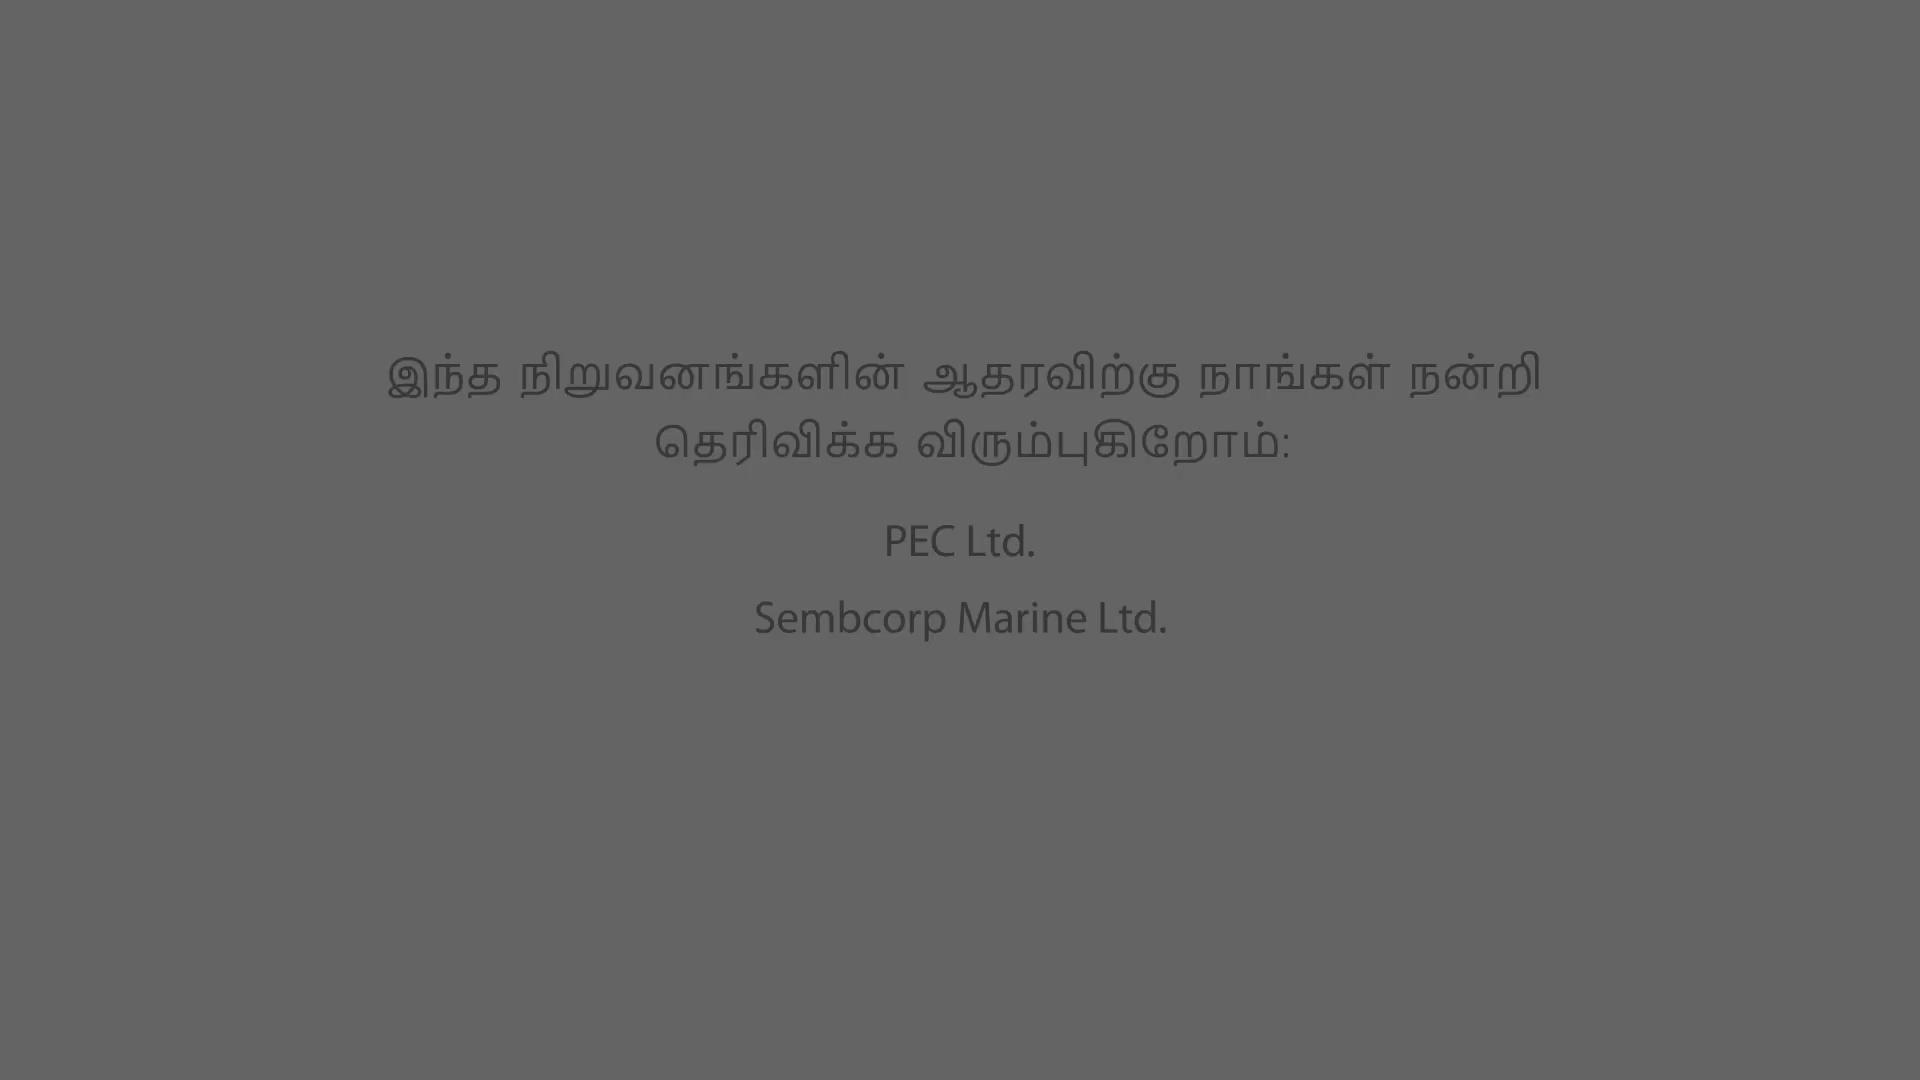 இந்த நிறுவனங்களின் ஆதரவிற்கு நாங்கள் நன்றி
தெரிவிக்க விரும்புகிறோம்:
PEC Ltd.
Sembcorp Marine Ltd.